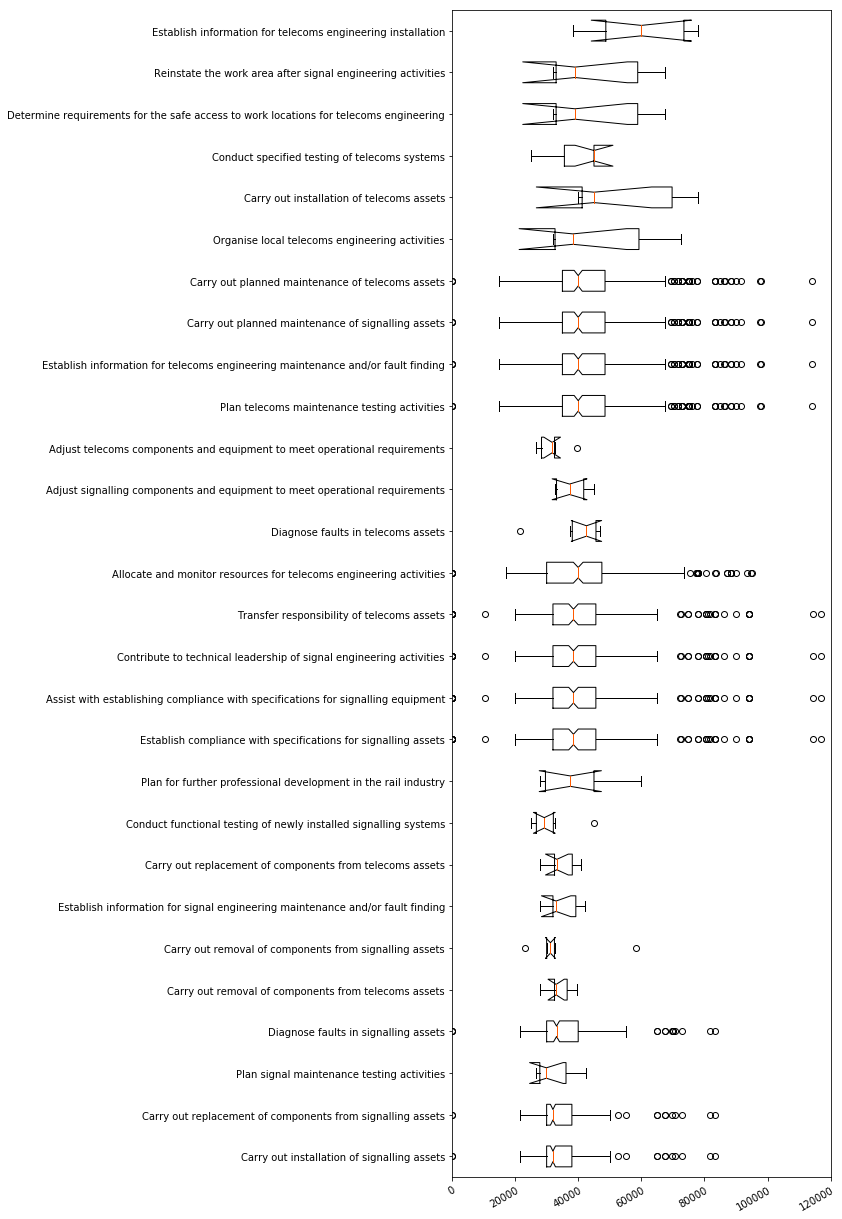 Establish information for telecoms engineering installation
Reinstate the work area after signal engineering activities
Determine requirements for the safe access to work locations for telecoms engineering
Conduct specified testing of telecoms systems
Carry out installation of telecoms assets
Organise local telecoms engineering activities
Carry out planned maintenance of telecoms assets
Carry out planned maintenance of signalling assets
Establish information for telecoms engineering maintenance and/or fault finding
Plan telecoms maintenance testing activities
Adjust telecoms components and equipment to meet operational requirements
Adjust signalling components and equipment to meet operational requirements
Diagnose faults in telecoms assets
Allocate and monitor resources for telecoms engineering activities
Transfer responsibility of telecoms assets
Contribute to technical leadership of signal engineering activities
Assist with establishing compliance with specifications for signalling equipment
Establish compliance with specifications for signalling assets
Plan for further professional development in the rail industry
Conduct functional testing of newly installed signalling systems
Carry out replacement of components from telecoms assets
Establish information for signal engineering maintenance and/or fault finding
Carry out removal of components from signalling assets
Carry out removal of components from telecoms assets
Diagnose faults in signalling assets
Plan signal maintenance testing activities
Carry out replacement of components from signalling assets
Carry out installation of signalling assets
0 20000 40000 60000 80000 100000 120000